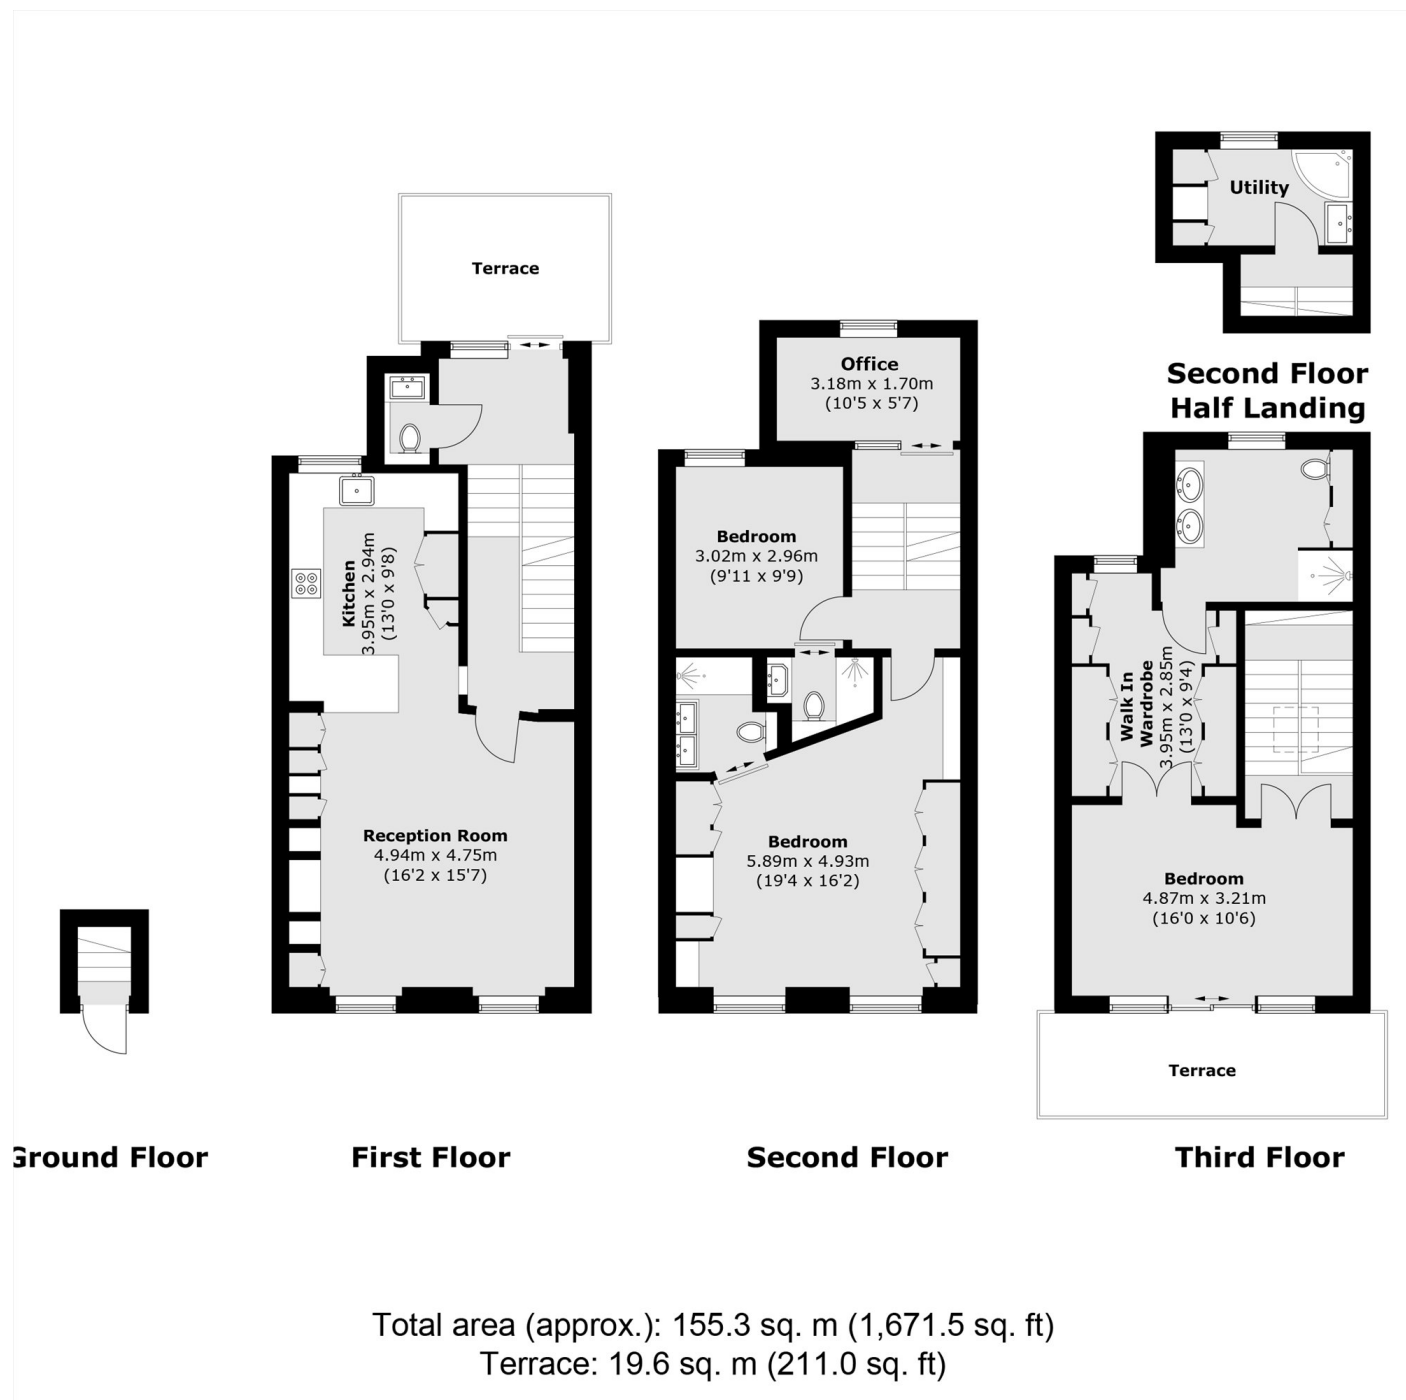 Utility
Second Floor
Half Landing
Terrace
Kitchen
3.95m x 2.94m
(13'0 x 9'8)
Reception Room
4.94m x 4.75m
(16'2 x 15'7)
Office
3.18m x 1.70m
(10'5 x 5'7)
Bedroom
3.02m x 2.96m
(9'11 x 9'9)
Bedroom
5.89m x 4.93m
(19'4 x 16'2)
Walk In
Wardrobe
3.95m x 2.85m
(13'0 x 9'4)
Bedroom
4.87m x 3.21m
(16'0 x 10'6)
Terrace
Ground Floor
First Floor
Second Floor
Third Floor
Total area (approx.): 155.3 sq. m (1,671.5 sq. ft)
Terrace: 19.6 sq. m (211.0 sq. ft)